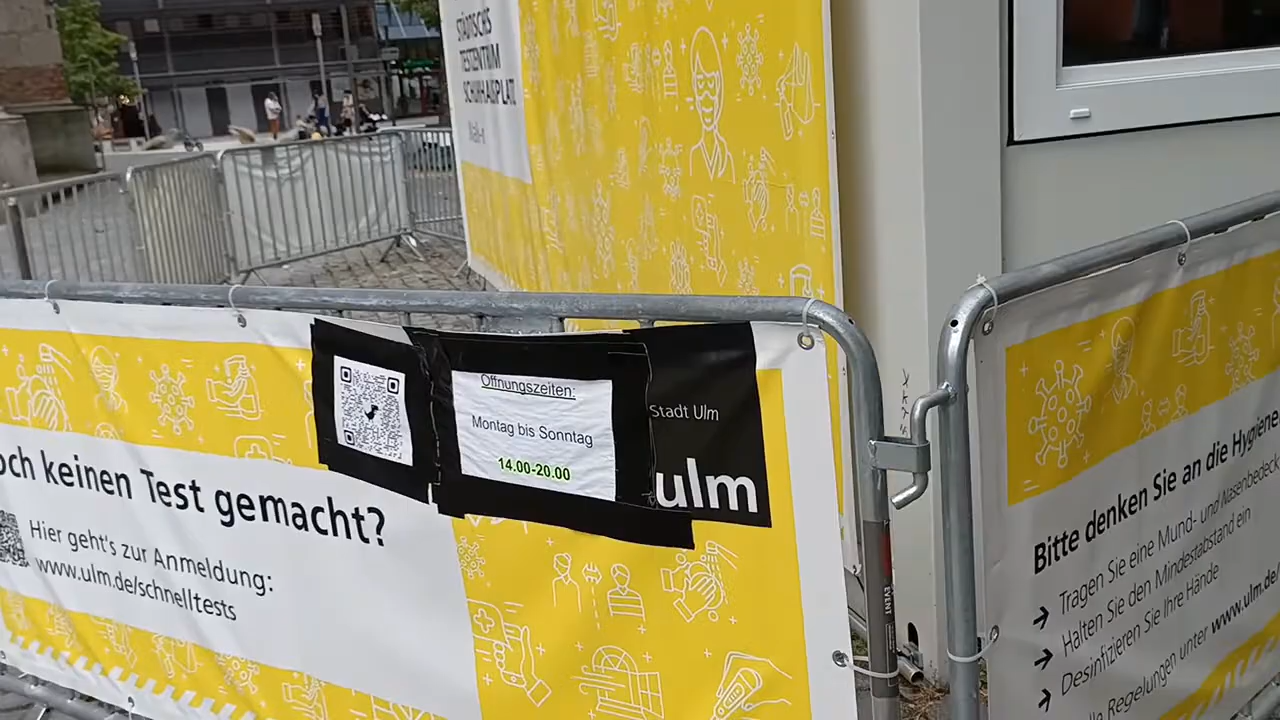 STÄDTISCHES
TESTZENTRUM
SCHUHHAUSPLATZ
Öffnungszeiten:
Montag bis Sonntag
14.00-20.00
Stadt Ulm
ulm
och keinen Test gemacht?
Hier geht's zur Anmeldung:
www.ulm.de/schnelltests
EVENT
Bitte denken Sie an die Hygiene
→ Tragen Sie eine Mund- und Nasenbedeck
→ Halten Sie den Mindestabstand ein
→ Desinfizieren Sie Ihre Hände
Regelungen unter www.ulm.de/